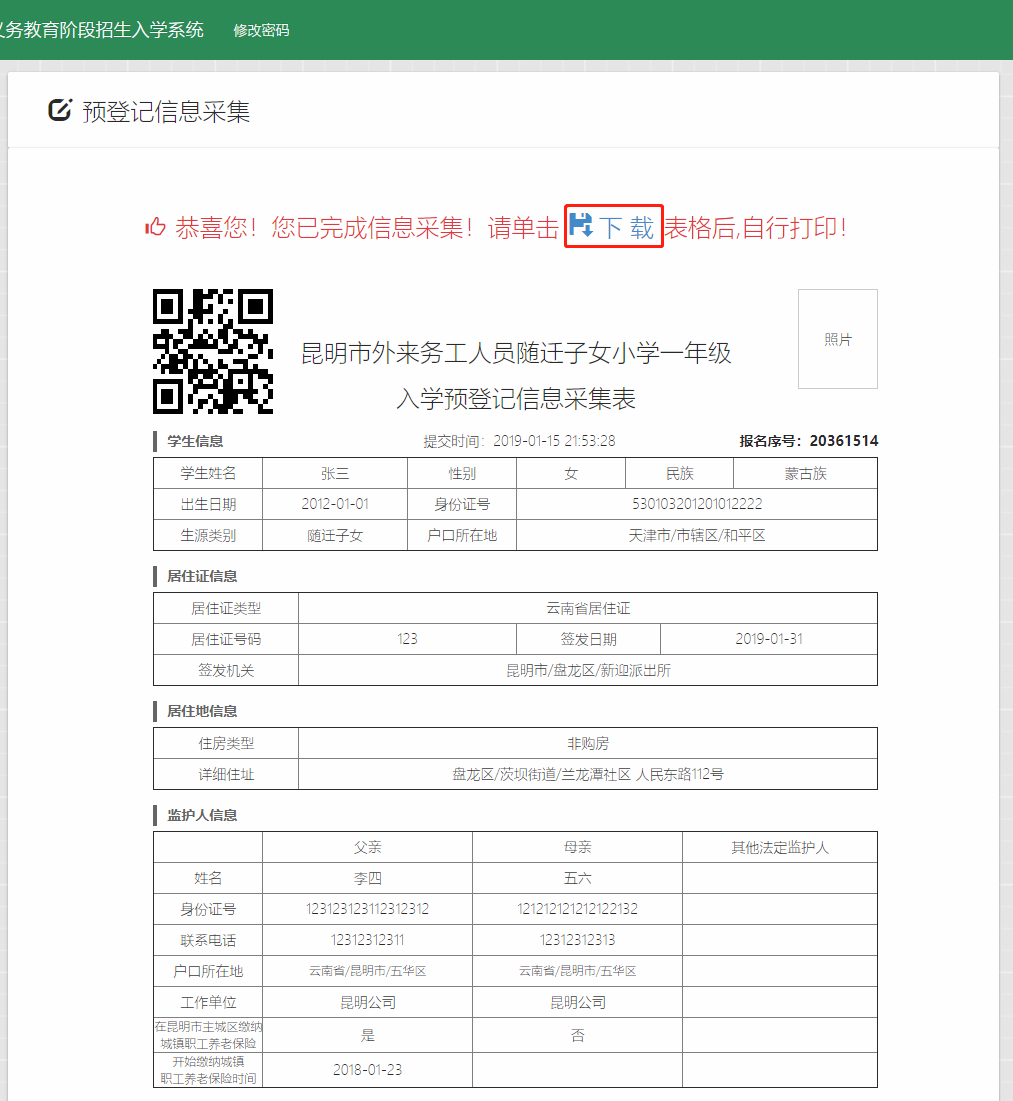 义务教育阶段招生入学系统 修改密码
预登记信息采集
恭喜您！您已完成信息采集！请单击 下 载 表格后,自行打印！
照片
昆明市外来务工人员随迁子女小学一年级
入学预登记信息采集表
学生信息 提交时间：2019-01-15 21:53:28 报名序号：20361514
学生姓名 张三 性别 女 民族 蒙古族
出生日期 2012-01-01 身份证号 530103201201012222
生源类别 随迁子女 户口所在地 天津市/市辖区/和平区
居住证信息
居住证类型 云南省居住证
居住证号码 123 签发日期 2019-01-31
签发机关 昆明市/盘龙区/新迎派出所
居住地信息
住房类型 非购房
详细住址 盘龙区/茨坝街道/兰龙潭社区 人民东路112号
监护人信息
父亲 母亲 其他法定监护人
姓名 李四 五六
身份证号 123123123112312312 121212121212122132
联系电话 12312312311 12312312313
户口所在地 云南省/昆明市/五华区 云南省/昆明市/五华区
工作单位 昆明公司 昆明公司
在昆明市主城区缴纳
城镇职工养老保险 是 否
开始缴纳城镇
职工养老保险时间 2018-01-23